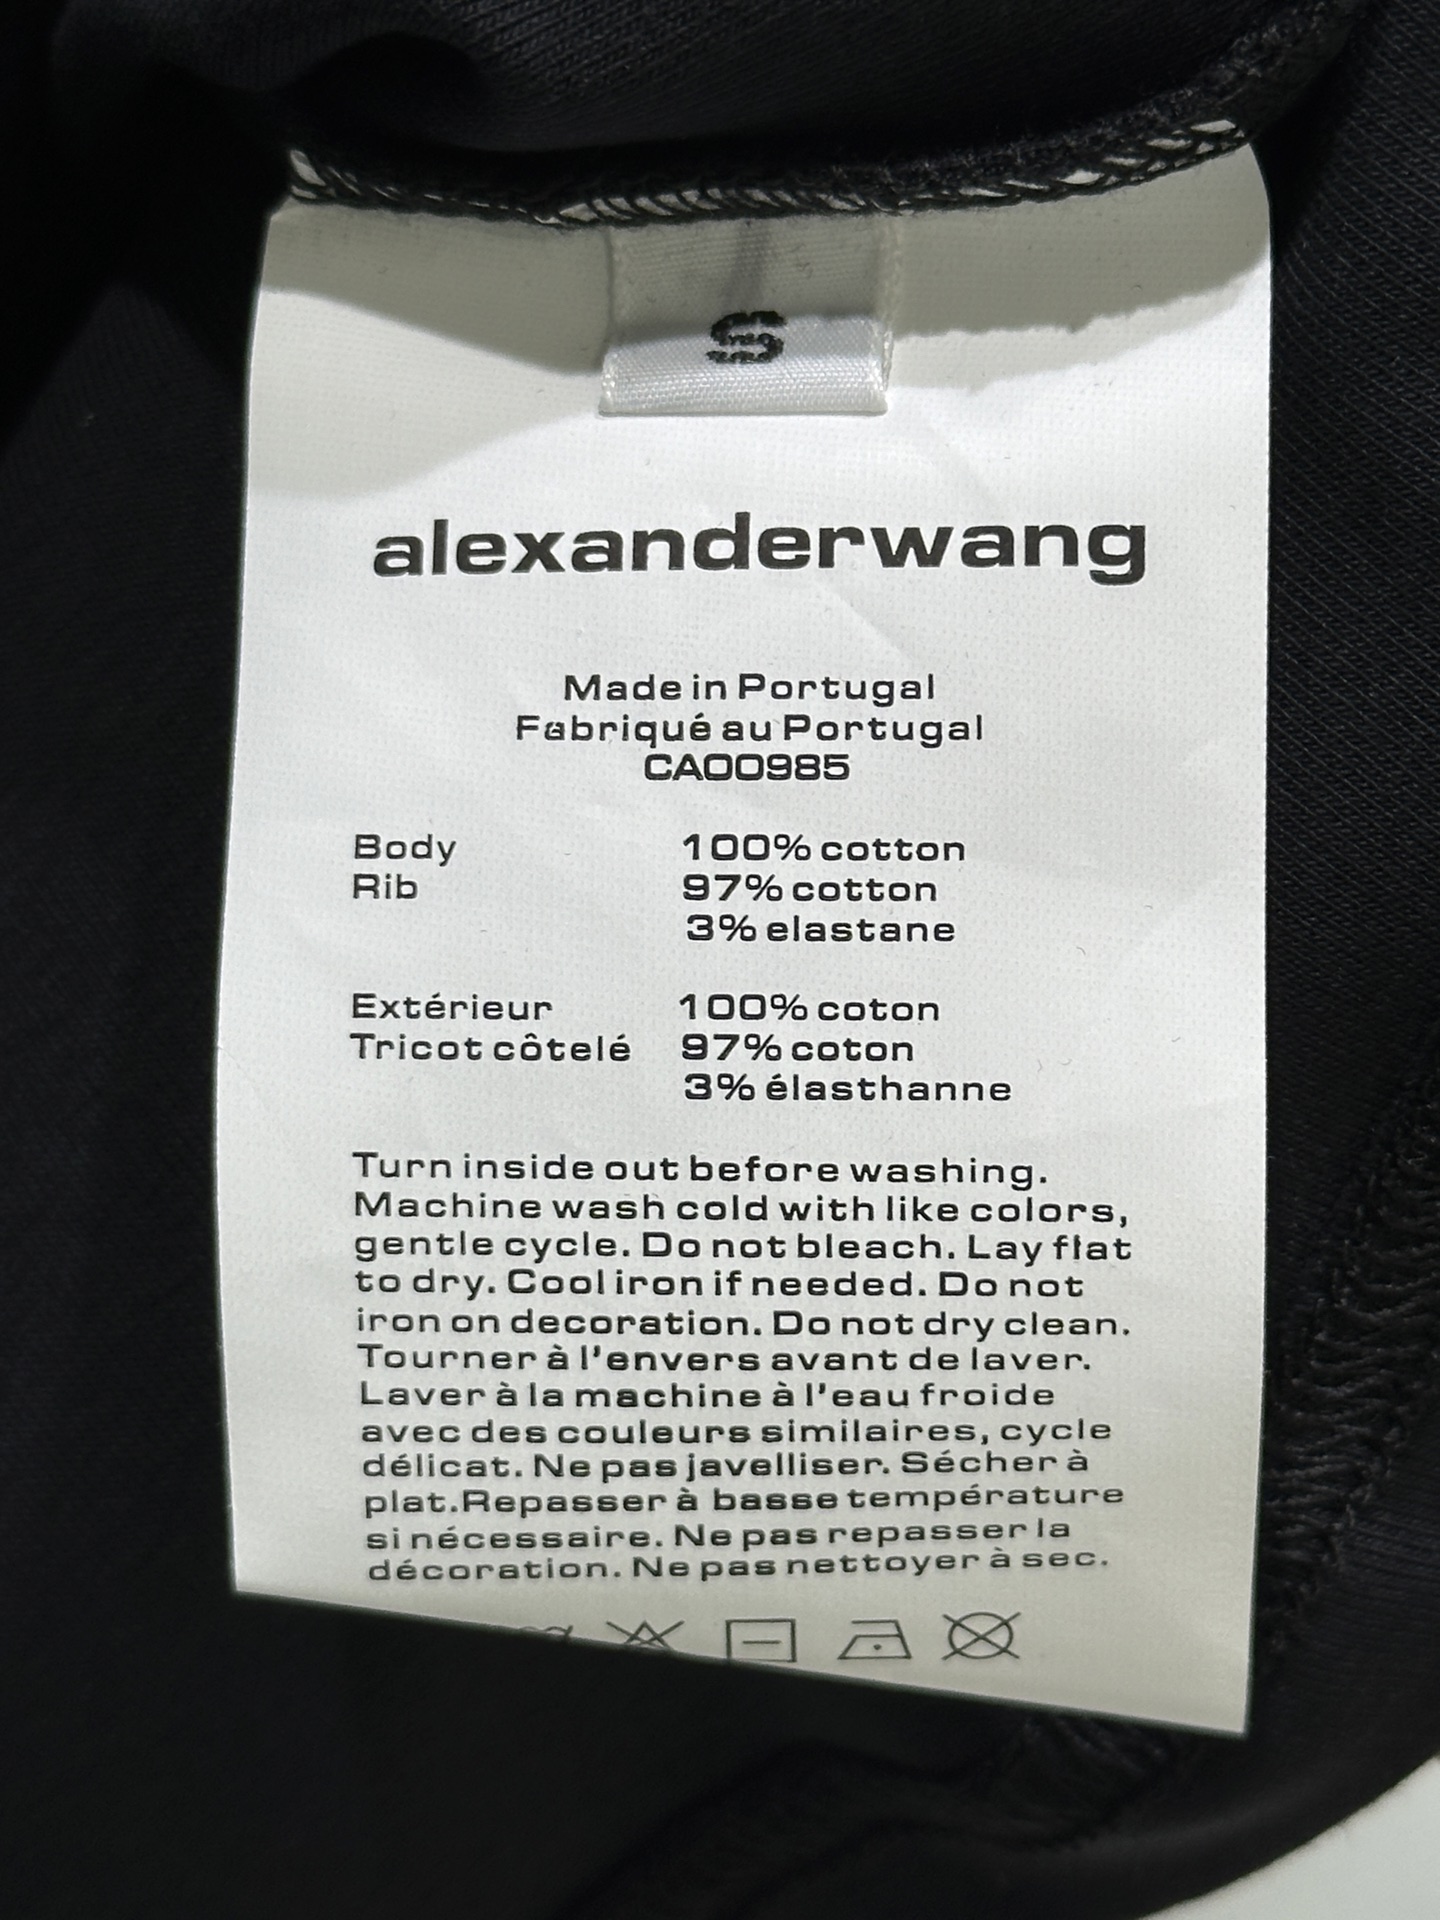 S
alexanderwang
Made in Portugal
Fabriqué au Portugal
CA00985
Body 100% cotton
Rib 97% cotton
3% elastane
Extérieur 100% coton
Tricot côtelé 97% coton
3% élasthanne
Turn inside out before washing.
Machine wash cold with like colors,
gentle cycle. Do not bleach. Lay flat
to dry. Cool iron if needed. Do not
iron on decoration. Do not dry clean.
Tourner à l'envers avant de laver.
Laver à la machine à l'eau froide
avec des couleurs similaires, cycle
délicat. Ne pas javelliser. Sécher à
plat.Repasser à basse température
si nécessaire. Ne pas repasser la
décoration. Ne pas nettoyer à sec.